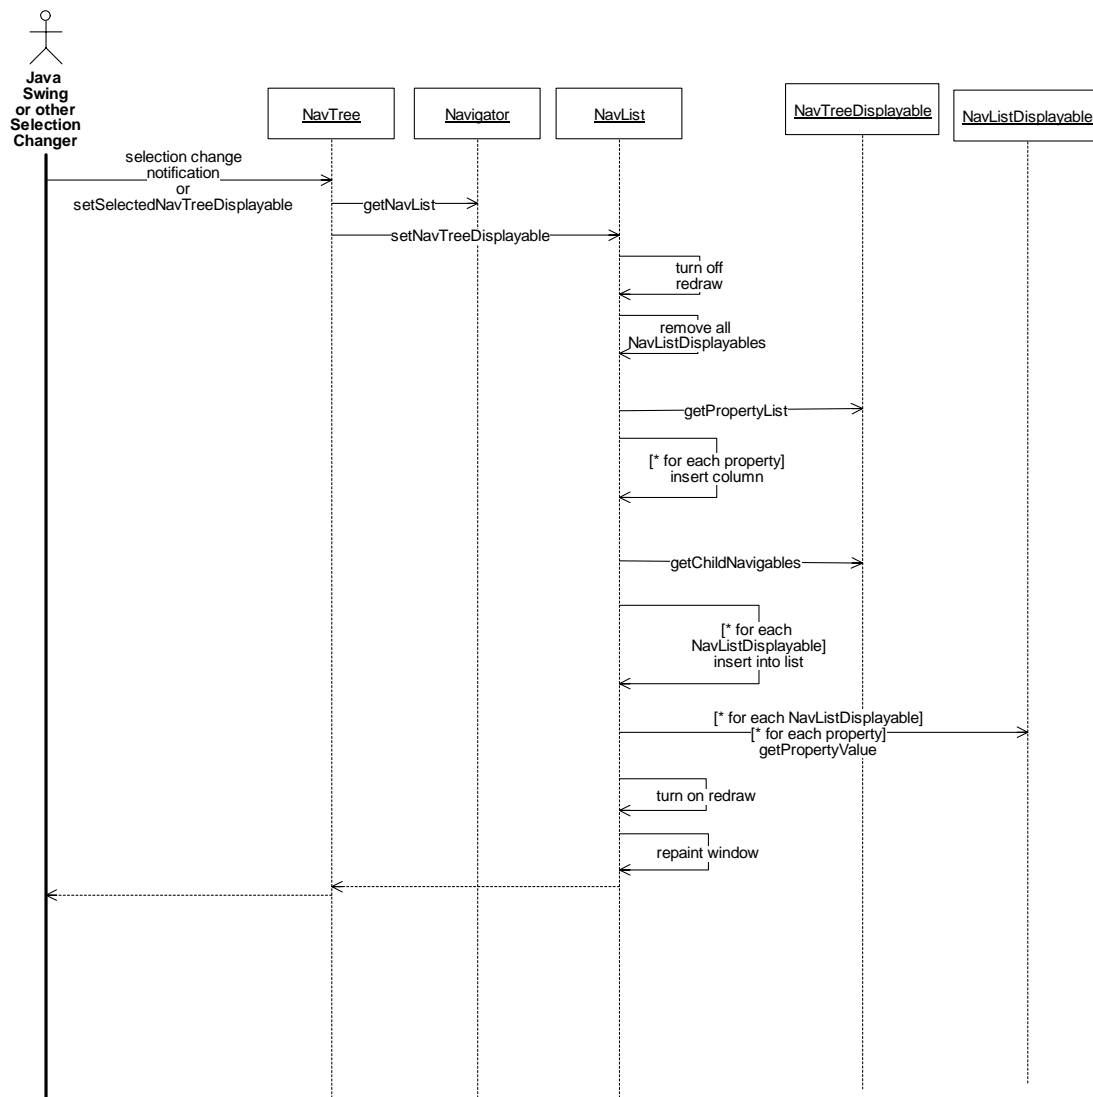 Java
Swing
or other
Selection
Changer
NavTree
Navigator
NavList
NavTreeDisplayable
NavListDisplayable
selection change
notification
or
setSelectedNavTreeDisplayable
getNavList
setNavTreeDisplayable
turn off
redraw
remove all
NavListDisplayables
getPropertyList
[* for each property]
insert column
getChildNavigables
[* for each
NavListDisplayable]
insert into list
[* for each NavListDisplayable]
[* for each property]
getPropertyValue
turn on redraw
repaint window